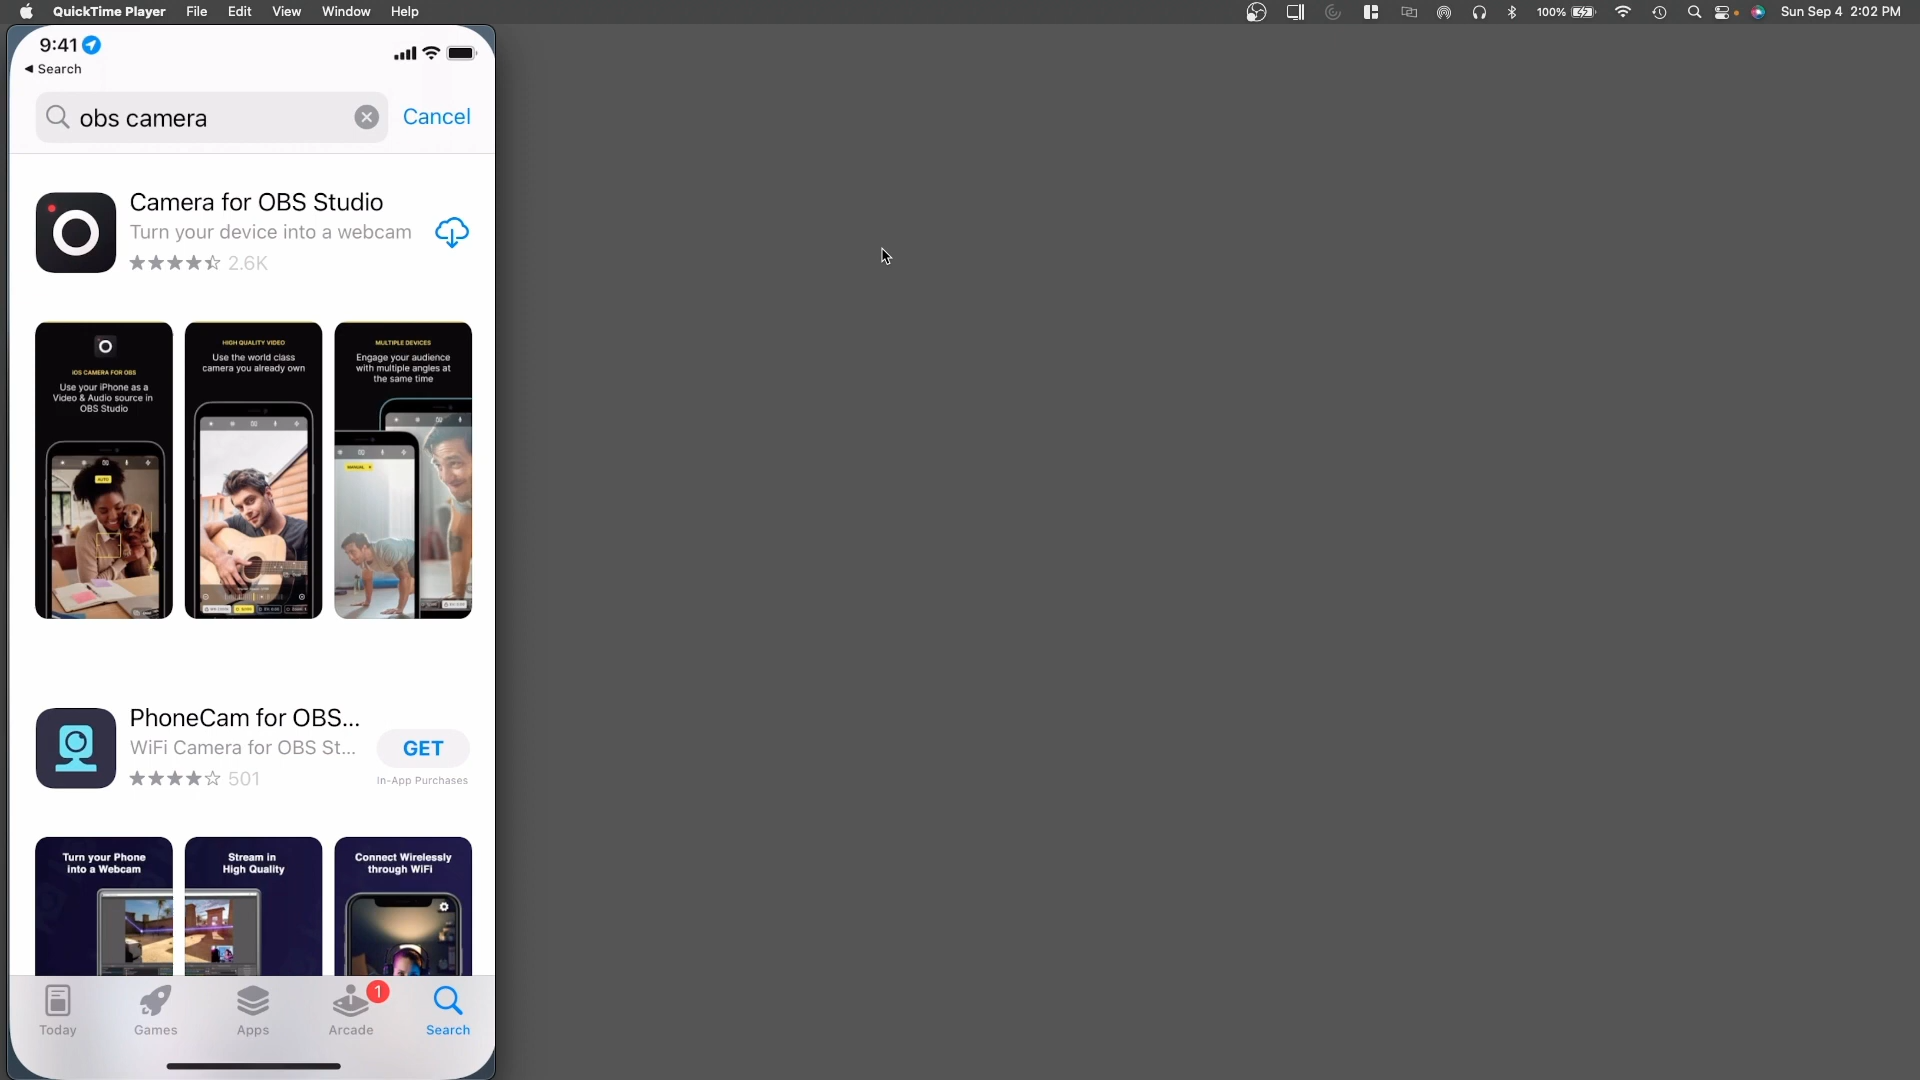 QuickTime Player File Edit View Window Help
100% Sun Sep 4 2:02 PM
9:41
Search
obs camera
Cancel
Camera for OBS Studio
Turn your device into a webcam
2.6K
iOS CAMERA FOR OBS
Use your iPhone as a
Video & Audio source in
OBS Studio
AUTO
HIGH QUALITY VIDEO
Use the world class
camera you already own
MULTIPLE DEVICES
Engage your audience
with multiple angles at
the same time
MANUAL
PhoneCam for OBS...
WiFi Camera for OBS St...
501
GET
In-App Purchases
Turn your Phone
into a Webcam
Stream in
High Quality
Connect Wirelessly
through WiFi
1
Today
Games
Apps
Arcade
Search